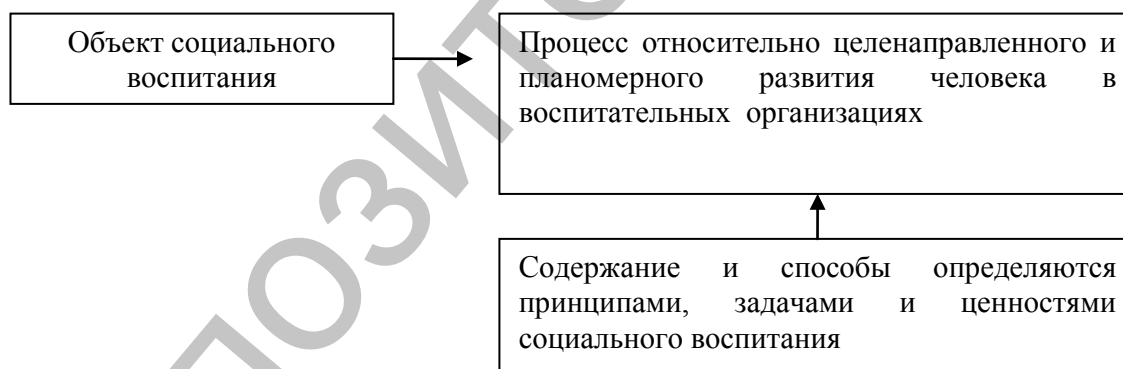 Объект социального
воспитания
Процесс относительно целенаправленного и
планомерного развития человека в
воспитательных организациях
Содержание и способы определяются
принципами, задачами и ценностями
социального воспитания